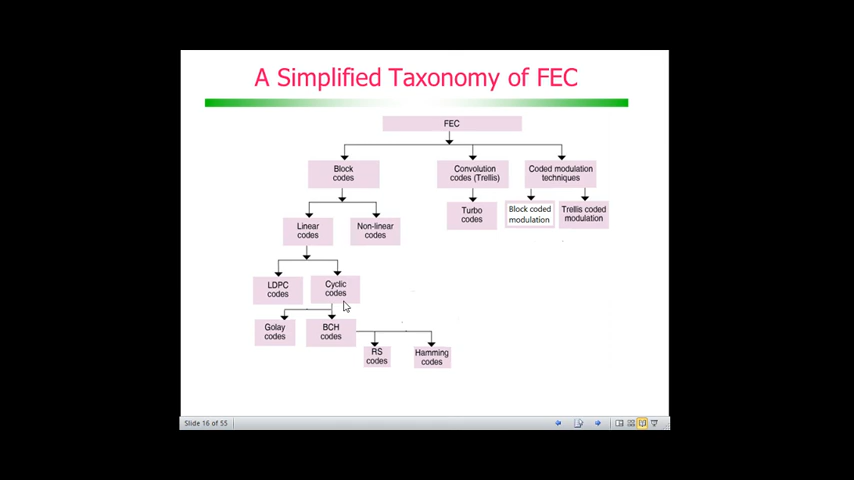 A Simplified Taxonomy of FEC
FEC
Block
codes
Convolution
codes (Trellis)
Coded modulation
techniques
Turbo
codes
Block coded
modulation
Trellis coded
modulation
Linear
codes
Non-linear
codes
LDPC
codes
Cyclic
codes
Golay
codes
BCH
codes
RS
codes
Hamming
codes
Slide 16 of 55